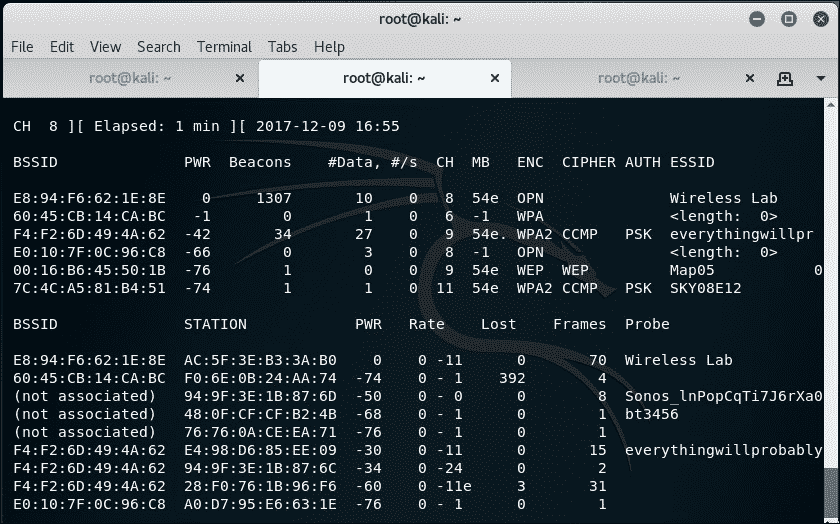 root@kali: ~
File Edit View Search Terminal Tabs Help
root@kali: ~ root@kali: ~ root@kali: ~
CH 8 ][ Elapsed: 1 min ][ 2017-12-09 16:55
BSSID PWR Beacons #Data, #/s CH MB ENC CIPHER AUTH ESSID
E8:94:F6:62:1E:8E 0 1307 10 0 8 54e OPN Wireless Lab
60:45:CB:14:CA:BC -1 0 1 0 6 -1 WPA <length: 0>
F4:F2:6D:49:4A:62 -42 34 27 0 9 54e. WPA2 CCMP PSK everythingwillpr
E0:10:7F:0C:96:C8 -66 0 3 0 8 -1 OPN <length: 0>
00:16:B6:45:50:1B -76 1 0 0 9 54e WEP WEP Map05 0
7C:4C:A5:81:B4:51 -74 1 1 0 11 54e WPA2 CCMP PSK SKY08E12
BSSID STATION PWR Rate Lost Frames Probe
E8:94:F6:62:1E:8E AC:5F:3E:B3:3A:B0 0 0 -11 0 70 Wireless Lab
60:45:CB:14:CA:BC F0:6E:0B:24:AA:74 -74 0 - 1 392 4
(not associated) 94:9F:3E:1B:87:6D -50 0 - 0 0 8 Sonos_lnPopCqTi7J6rXa0
(not associated) 48:0F:CF:CF:B2:4B -68 0 - 1 0 1 bt3456
(not associated) 76:76:0A:CE:EA:71 -76 0 - 1 0 1
F4:F2:6D:49:4A:62 E4:98:D6:85:EE:09 -30 0 -11 0 15 everythingwillprobably
F4:F2:6D:49:4A:62 94:9F:3E:1B:87:6C -34 0 -24 0 2
F4:F2:6D:49:4A:62 28:F0:76:1B:96:F6 -60 0 -11e 3 31
E0:10:7F:0C:96:C8 A0:D7:95:E6:63:1E -76 0 - 1 0 1